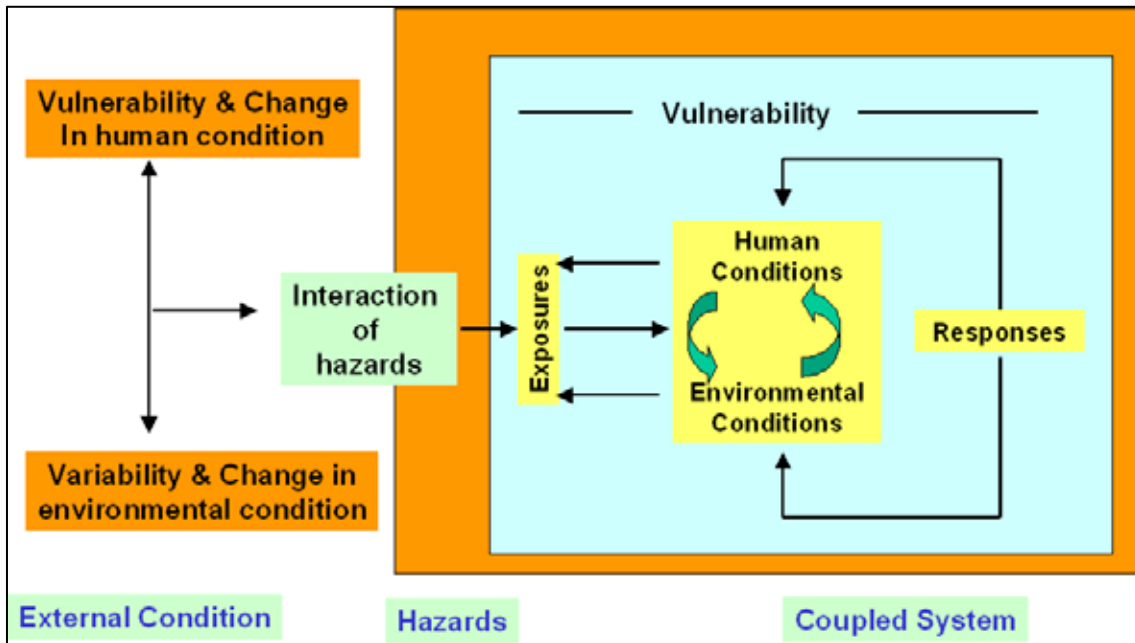 Vulnerability & Change
In human condition
Vulnerability
Human
Conditions
Interaction
of
hazards
Exposures
Responses
Environmental
Conditions
Variability & Change in
environmental condition
External Condition
Hazards
Coupled System